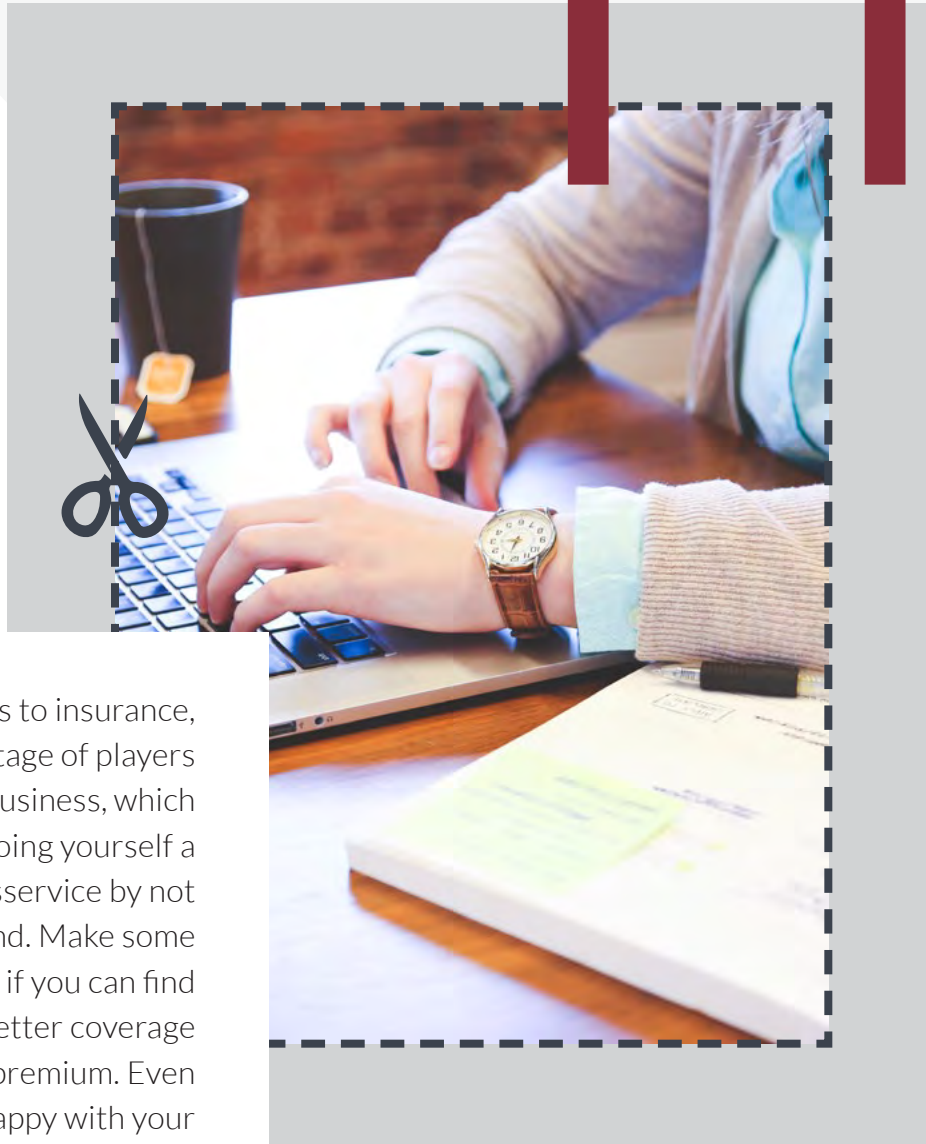 s to insurance,
tage of players
usiness, which
oing yourself a
sservice by not
nd. Make some
if you can find
etter coverage
premium. Even
appy with your